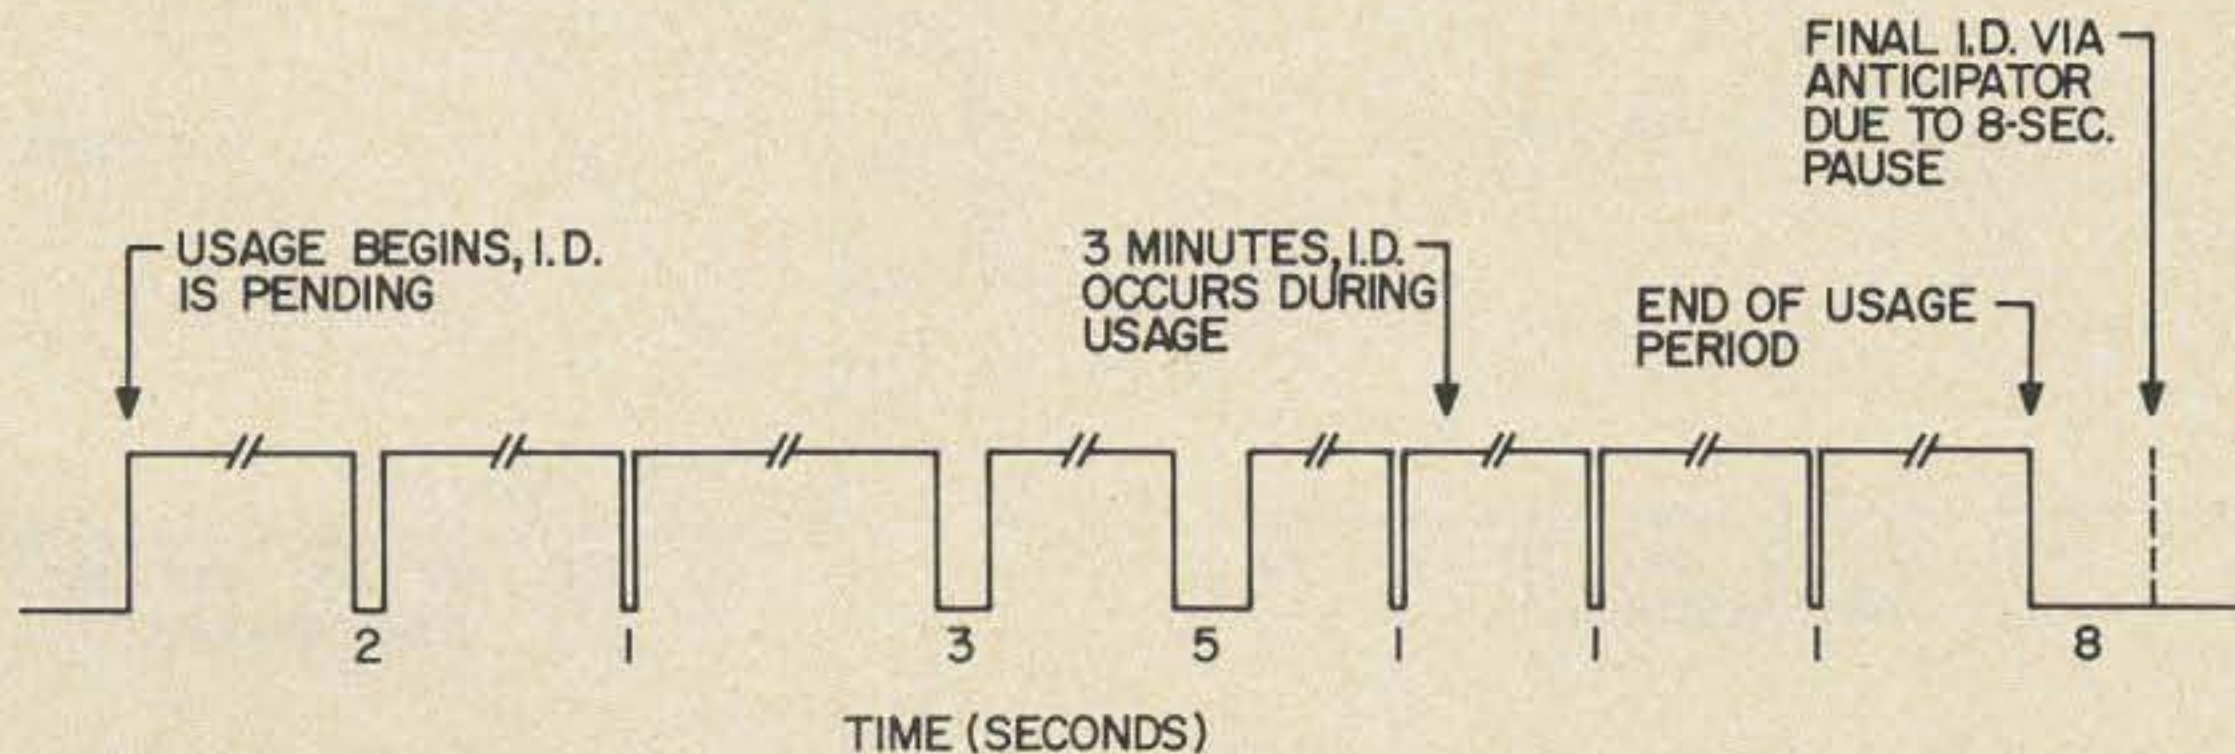 FINAL I.D. VIA
ANTICIPATOR
DUE TO 8-SEC.
PAUSE
USAGE BEGINS, I.D.
IS PENDING
3 MINUTES, I.D.
OCCURS DURING
USAGE
END OF USAGE
PERIOD
2 1 3 5 1 1 1 8
TIME (SECONDS)